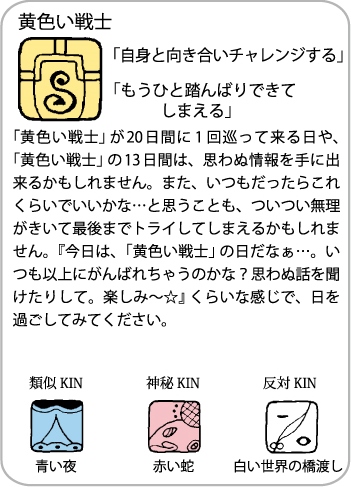 黄色い戦士
「自身と向き合いチャレンジする」
「もうひと踏んばりできて
しまえる」
「黄色い戦士」が20日間に1回巡って来る日や、
「黄色い戦士」の13日間は、思わぬ情報を手に出
来るかもしれません。また、いつもだったらこれ
くらいでいいかな…と思うことも、ついつい無理
がきいて最後までトライしてしまえるかもしれま
せん。『今日は、「黄色い戦士」の日だなぁ…。い
つも以上にがんばれちゃうのかな？思わぬ話を聞
けたりして。楽しみ〜☆』くらいな感じで、日を
過ごしてみてください。
類似 KIN
神秘 KIN
反対 KIN
青い夜
赤い蛇
白い世界の橋渡し